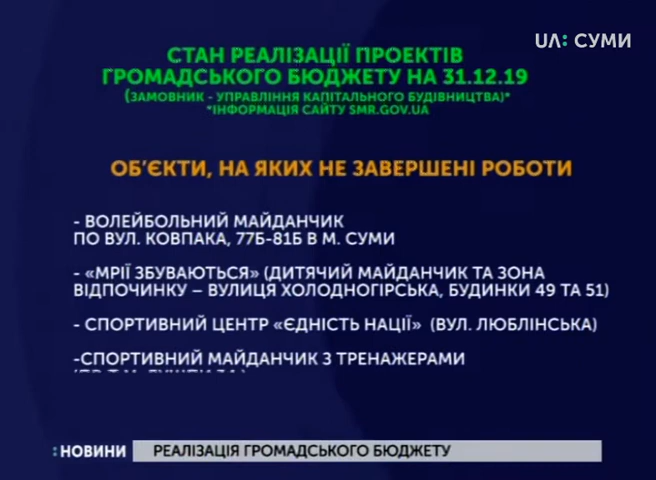 UA: СУМИ
СТАН РЕАЛІЗАЦІЇ ПРОЕКТІВ
ГРОМАДСЬКОГО БЮДЖЕТУ НА 31.12.19
(ЗАМОВНИК - УПРАВЛІННЯ КАПІТАЛЬНОГО БУДІВНИЦТВА)*
*ІНФОРМАЦІЯ САЙТУ SMR.GOV.UA
ОБ'ЄКТИ, НА ЯКИХ НЕ ЗАВЕРШЕНІ РОБОТИ
- ВОЛЕЙБОЛЬНИЙ МАЙДАНЧИК
ПО ВУЛ. КОВПАКА, 77Б-81Б В М. СУМИ
- «МРІЇ ЗБУВАЮТЬСЯ» (ДИТЯЧИЙ МАЙДАНЧИК ТА ЗОНА
ВІДПОЧИНКУ – ВУЛИЦЯ ХОЛОДНОГІРСЬКА, БУДИНКИ 49 ТА 51)
- СПОРТИВНИЙ ЦЕНТР «ЄДНІСТЬ НАЦІЇ» (ВУЛ. ЛЮБЛІНСЬКА)
-СПОРТИВНИЙ МАЙДАНЧИК З ТРЕНАЖЕРАМИ
:НОВИНИ
РЕАЛІЗАЦІЯ ГРОМАДСЬКОГО БЮДЖЕТУ